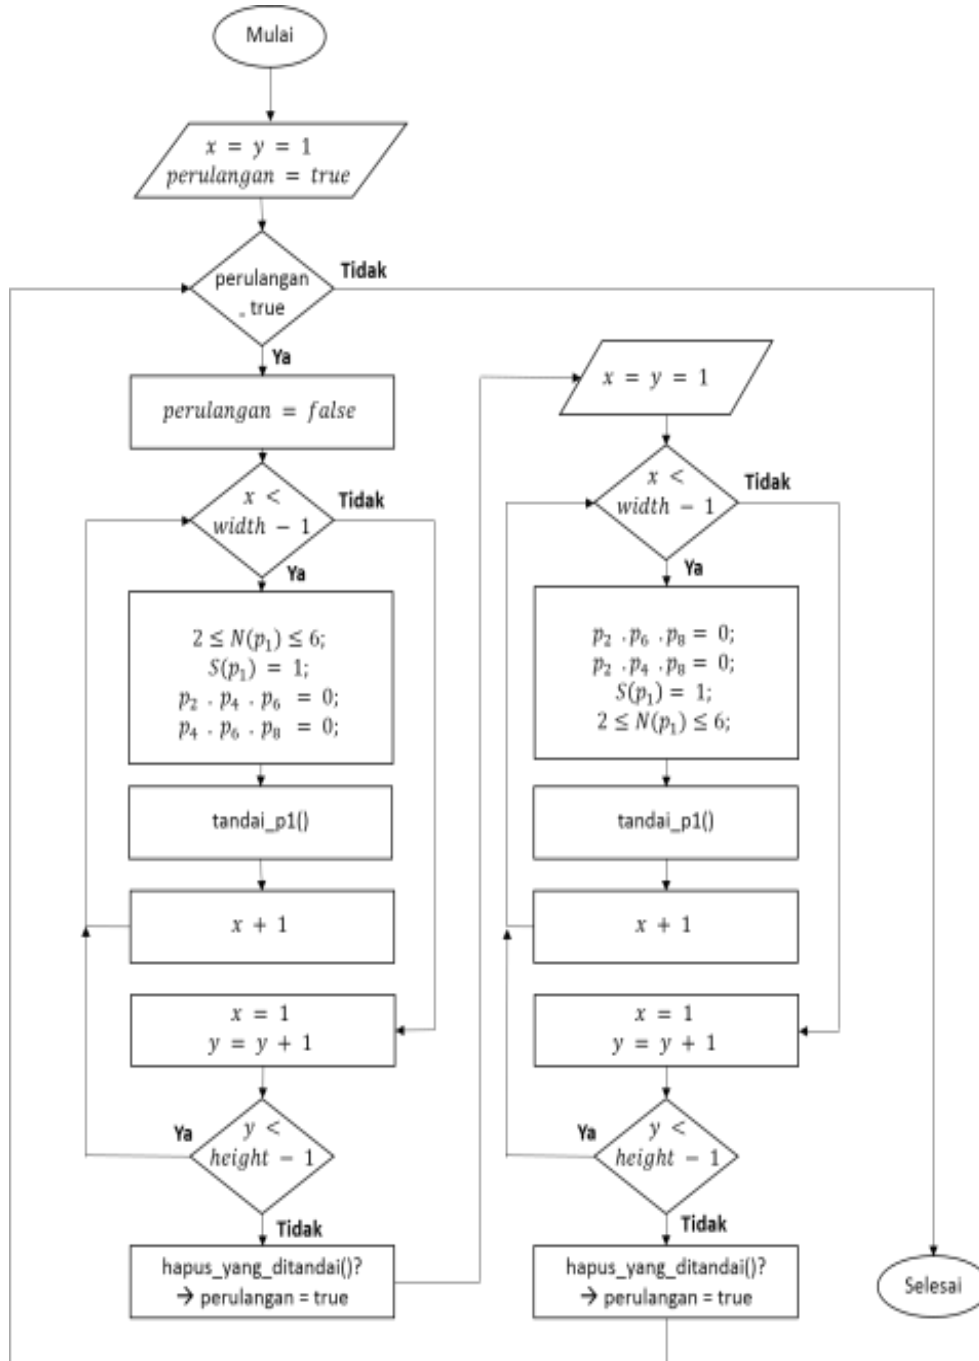 Mulai
x = y = 1
perulangan = true
perulangan
= true
Tidak
Ya
perulangan = false
x <
width − 1
Tidak
Ya
2 ≤ N(p₁) ≤ 6;
S(p₁) = 1;
p₂ . p₄ . p₆ = 0;
p₄ . p₆ . p₈ = 0;
tandai_p1()
x + 1
x = 1
y = y + 1
Ya
y <
height − 1
Tidak
hapus_yang_ditandai()?
→ perulangan = true
x = y = 1
x <
width − 1
Tidak
Ya
p₂ . p₆ . p₈ = 0;
p₂ . p₄ . p₈ = 0;
S(p₁) = 1;
2 ≤ N(p₁) ≤ 6;
tandai_p1()
x + 1
x = 1
y = y + 1
Ya
y <
height − 1
Tidak
hapus_yang_ditandai()?
→ perulangan = true
Selesai